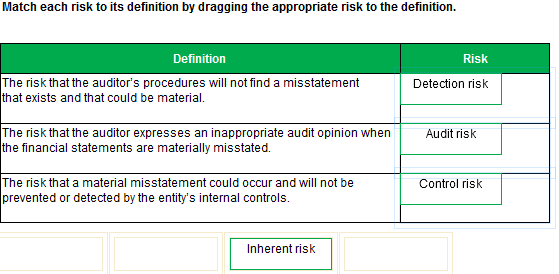 Match each risk to its definition by dragging the appropriate risk to the definition.
Definition Risk
The risk that the auditor's procedures will not find a misstatement
that exists and that could be material.
Detection risk
The risk that the auditor expresses an inappropriate audit opinion when
the financial statements are materially misstated.
Audit risk
The risk that a material misstatement could occur and will not be
prevented or detected by the entity's internal controls.
Control risk
Inherent risk